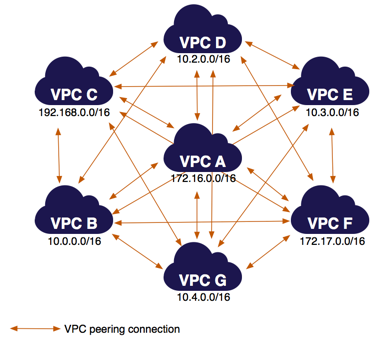 VPC D
10.2.0.0/16
VPC C
192.168.0.0/16
VPC E
10.3.0.0/16
VPC A
172.16.0.0/16
VPC B
10.0.0.0/16
VPC F
172.17.0.0/16
VPC G
10.4.0.0/16
VPC peering connection